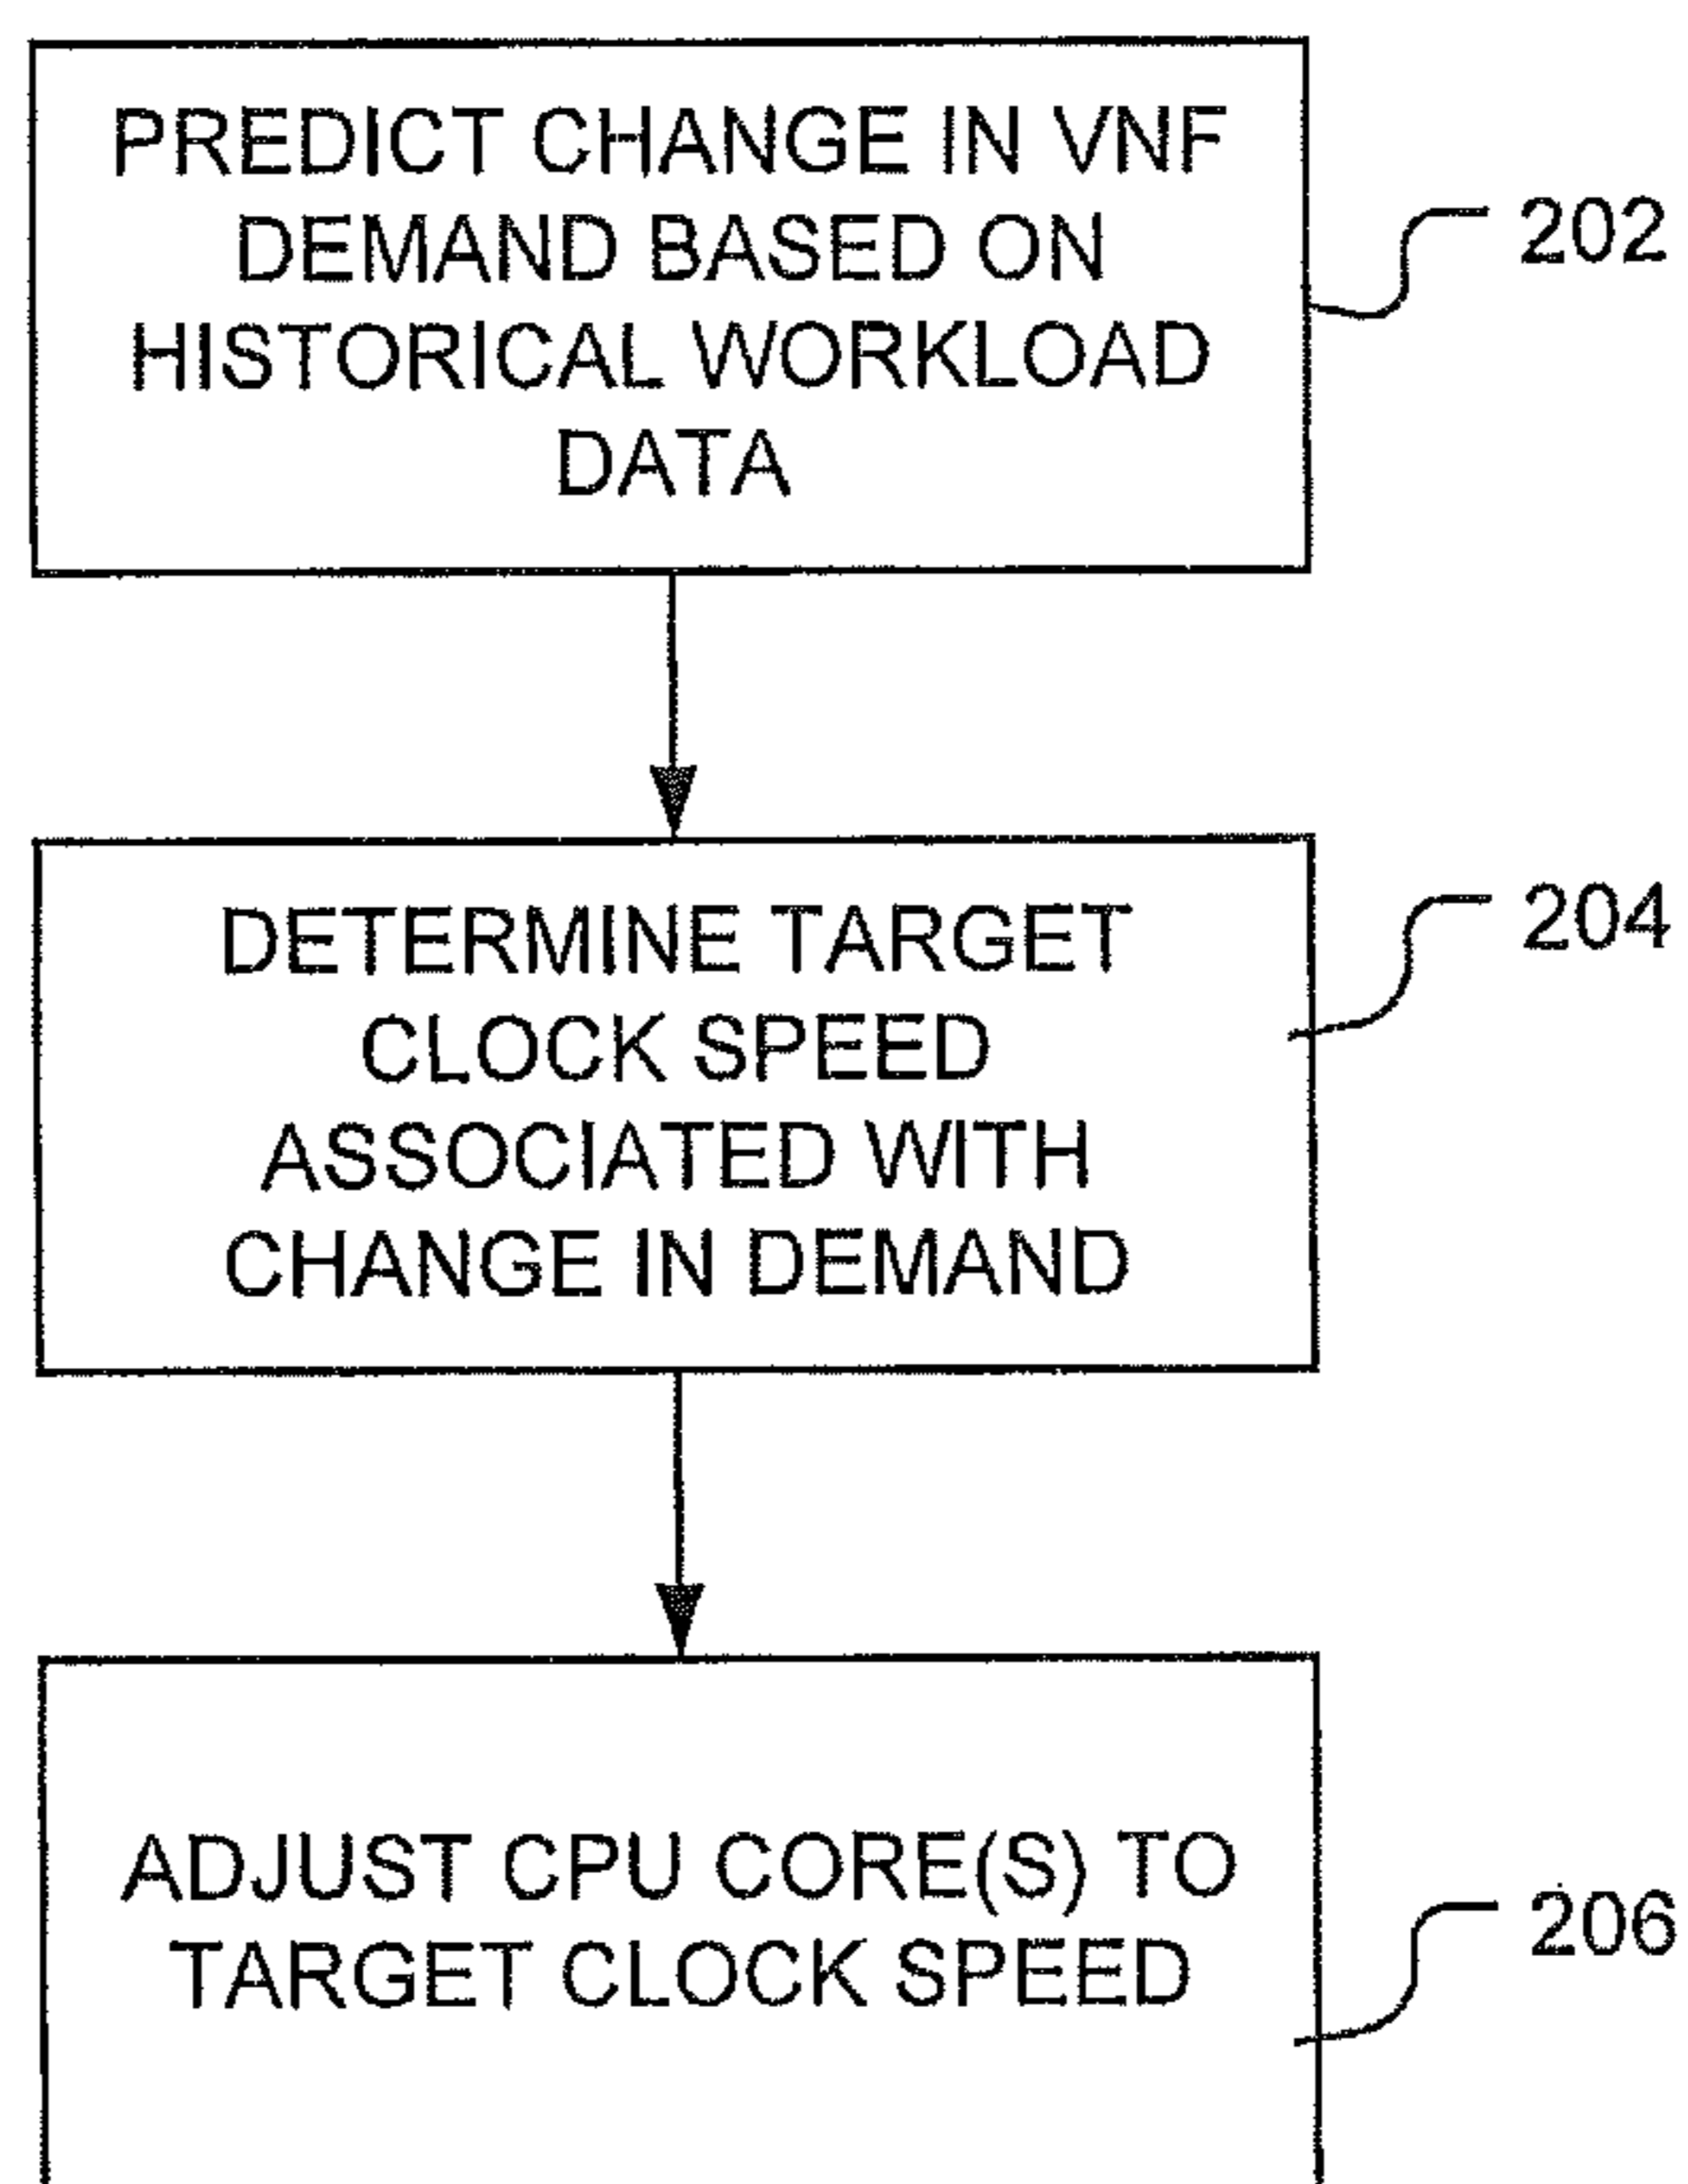 PREDICT CHANGE IN VNF
DEMAND BASED ON
HISTORICAL WORKLOAD
DATA
202
DETERMINE TARGET
CLOCK SPEED
ASSOCIATED WITH
CHANGE IN DEMAND
204
ADJUST CPU CORE(S) TO
TARGET CLOCK SPEED
206